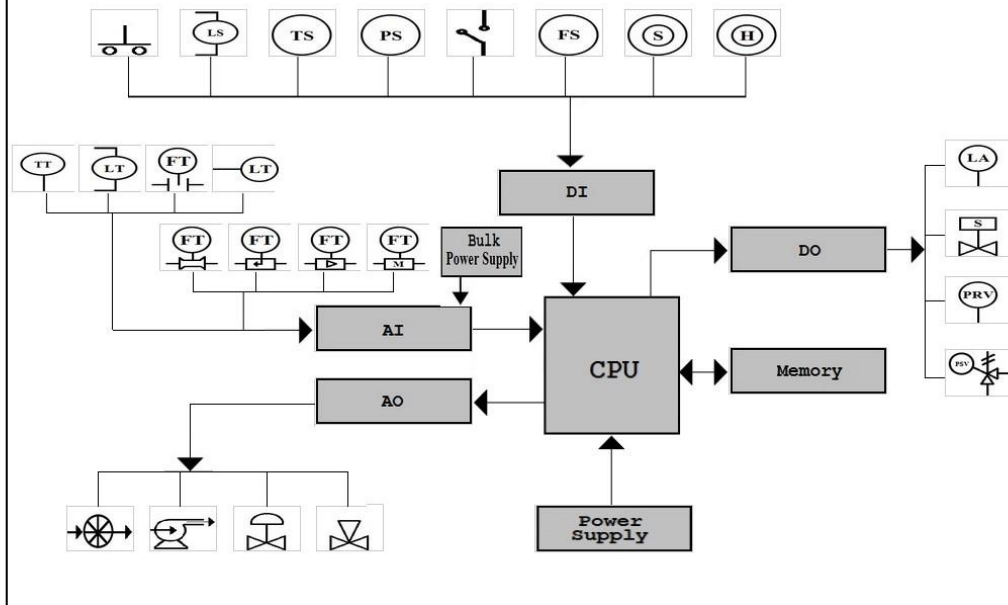 LS
TS
PS
FS
S
H
TT
LT
FT
LT
FT
FT
FT
FT
M
Bulk
Power Supply
DI
DO
LA
S
PRV
PSV
AI
CPU
Memory
AO
Power
Supply